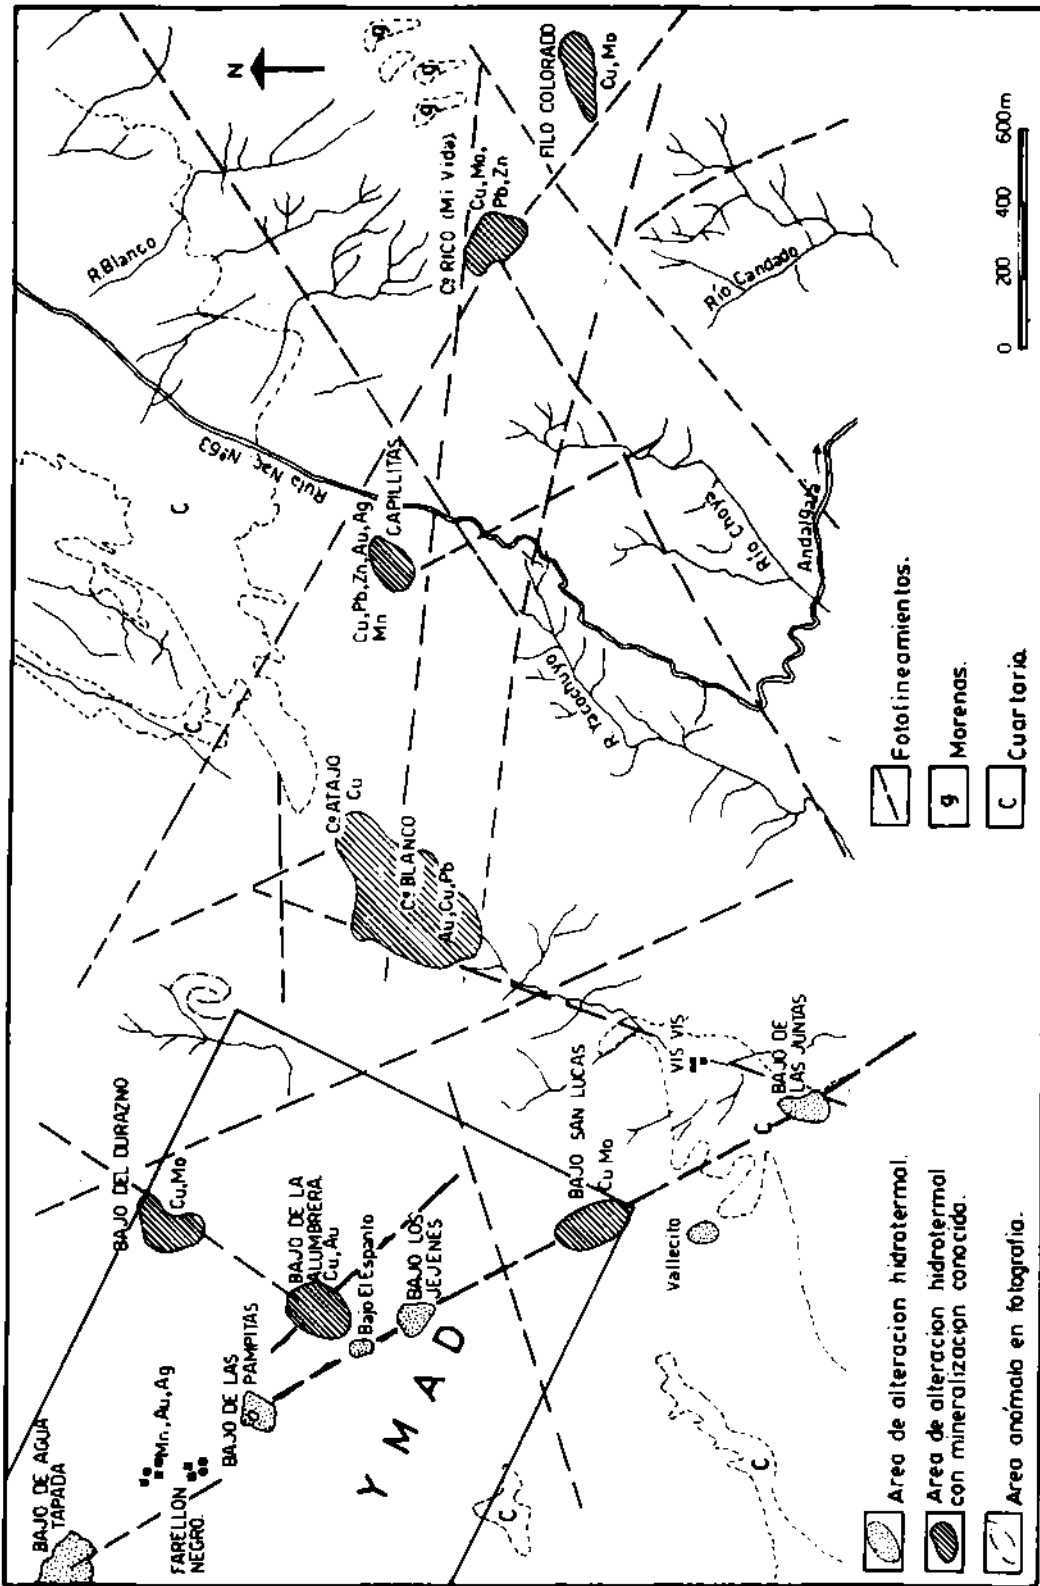 BAJO DE AGUA
TAPADA
FARELLON
NEGRO.
Mn, Au, Ag
BAJO DE LAS
PAMPITAS
BAJO DEL DURAZNO
Cu, Mo
BAJO DE LA
ALUMBRERA
Cu, Au
Bajo El Espanto
BAJO LOS
JEJENES
YMAD
BAJO SAN LUCAS
Cu Mo
Vallecito
VIS VIS
BAJO DE
LAS JUNTAS
C
C
C
Cº ATAJO
Cu
Cº BLANCO
Au, Cu, Pb
C
C
Cu, Pb, Zn, Au, Ag
Mn
CAPILLITAS
Ruta Nac. Nº 63
R. Blanco
N
g
g
g
Cº RICO (Mi Vida)
Cu, Mo,
Pb, Zn
FILO COLORADO
Cu, Mo
R. Yacochuyo
Río Choya
Andalgala
Río Candado
0 200 400 600m
Area de alteracion hidrotermal.
Area de alteracion hidrotermal
con mineralizacion conocida.
Area anómala en fotografia.
Fotolineamientos.
g Morenas.
C Cuartario.